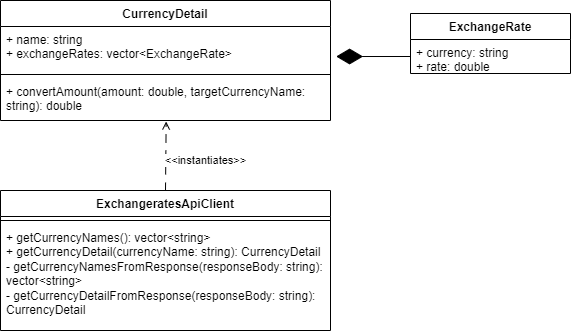 CurrencyDetail
+ name: string
+ exchangeRates: vector<ExchangeRate>
+ convertAmount(amount: double, targetCurrencyName:
string): double
ExchangeRate
+ currency: string
+ rate: double
<<instantiates>>
ExchangeratesApiClient
+ getCurrencyNames(): vector<string>
+ getCurrencyDetail(currencyName: string): CurrencyDetail
- getCurrencyNamesFromResponse(responseBody: string):
vector<string>
- getCurrencyDetailFromResponse(responseBody: string):
CurrencyDetail